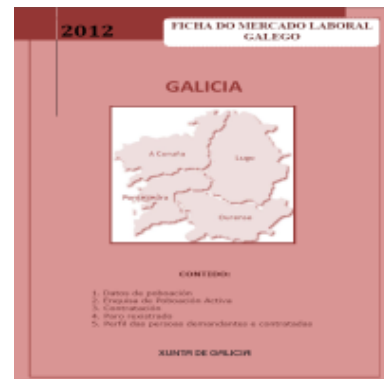 2012
FICHA DO MERCADO LABORAL
GALEGO
GALICIA
A Coruña
Lugo
Pontevedra
Ourense
CONTIDO:
1. Datos de poboación
2. Enquisa de Poboación Activa
3. Contratación
4. Paro rexistrado
5. Perfil das persoas demandantes e contratadas
XUNTA DE GALICIA